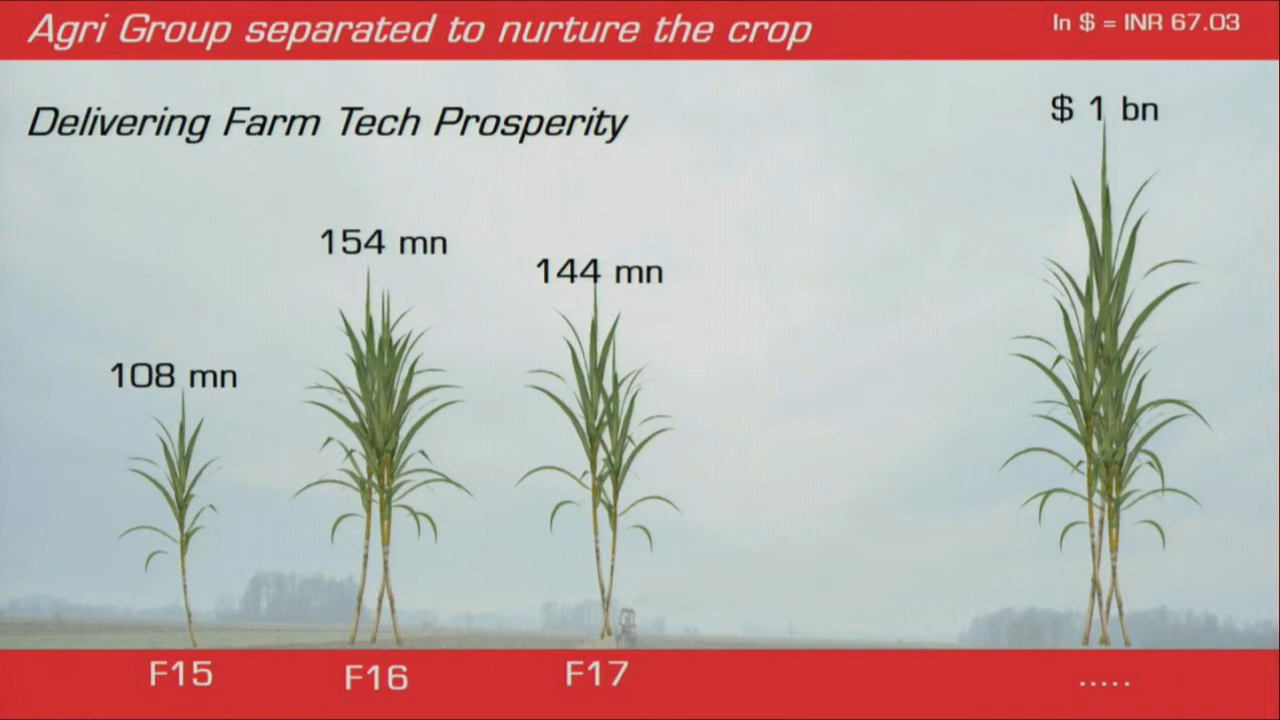 Agri Group separated to nurture the crop
In $ = INR 67.03
Delivering Farm Tech Prosperity
$ 1 bn
154 mn
144 mn
108 mn
F15
F16
F17
.....